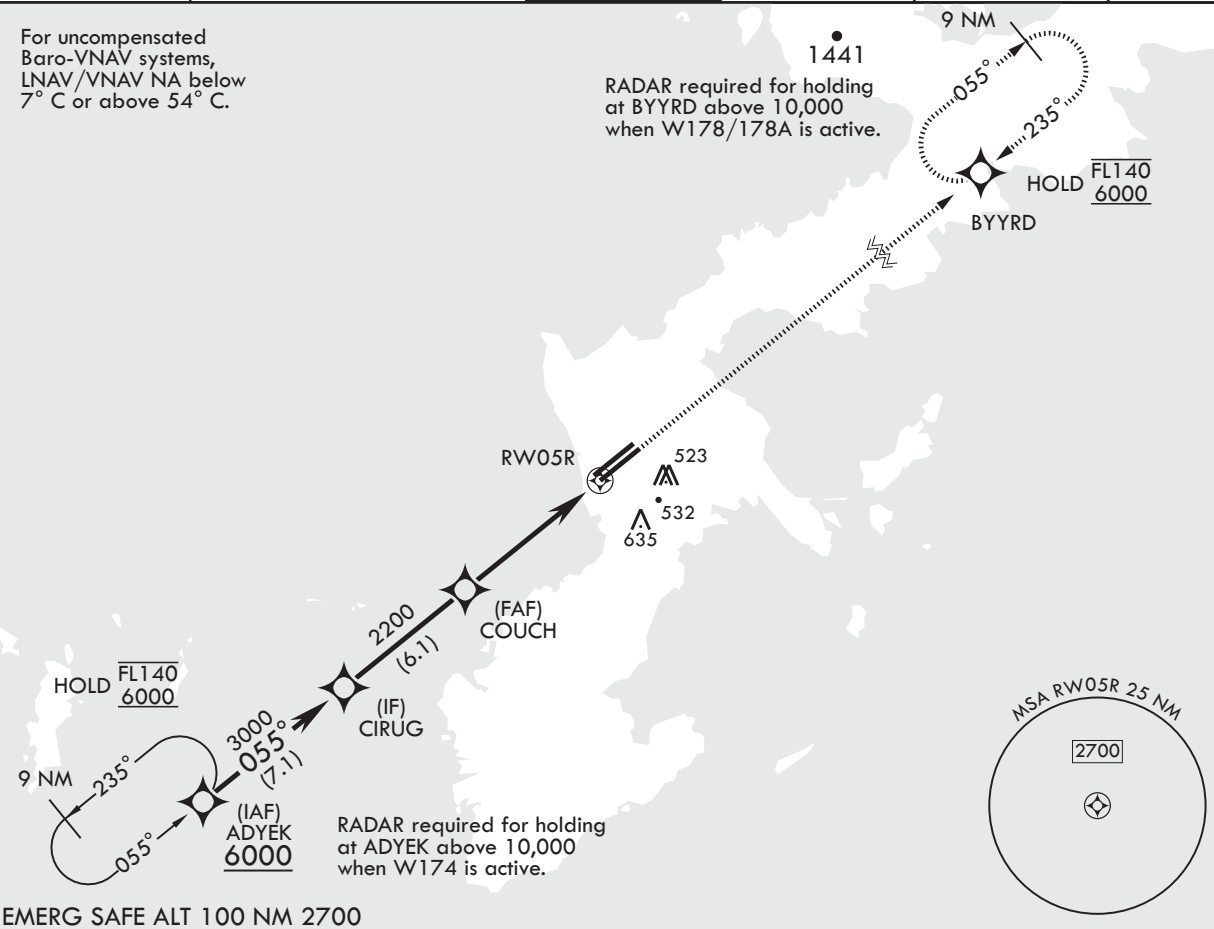 For uncompensated
Baro-VNAV systems,
LNAV/VNAV NA below
7° C or above 54° C.
1441
RADAR required for holding
at BYYRD above 10,000
when W178/178A is active.
9 NM
055°
235°
HOLD FL140
6000
BYYRD
RW05R
523
532
635
(FAF)
COUCH
2200
(6.1)
(IF)
CIRUG
HOLD FL140
6000
3000
055°
(7.1)
9 NM
235°
055°
(IAF)
ADYEK
6000
RADAR required for holding
at ADYEK above 10,000
when W174 is active.
MSA RW05R 25 NM
2700
EMERG SAFE ALT 100 NM 2700